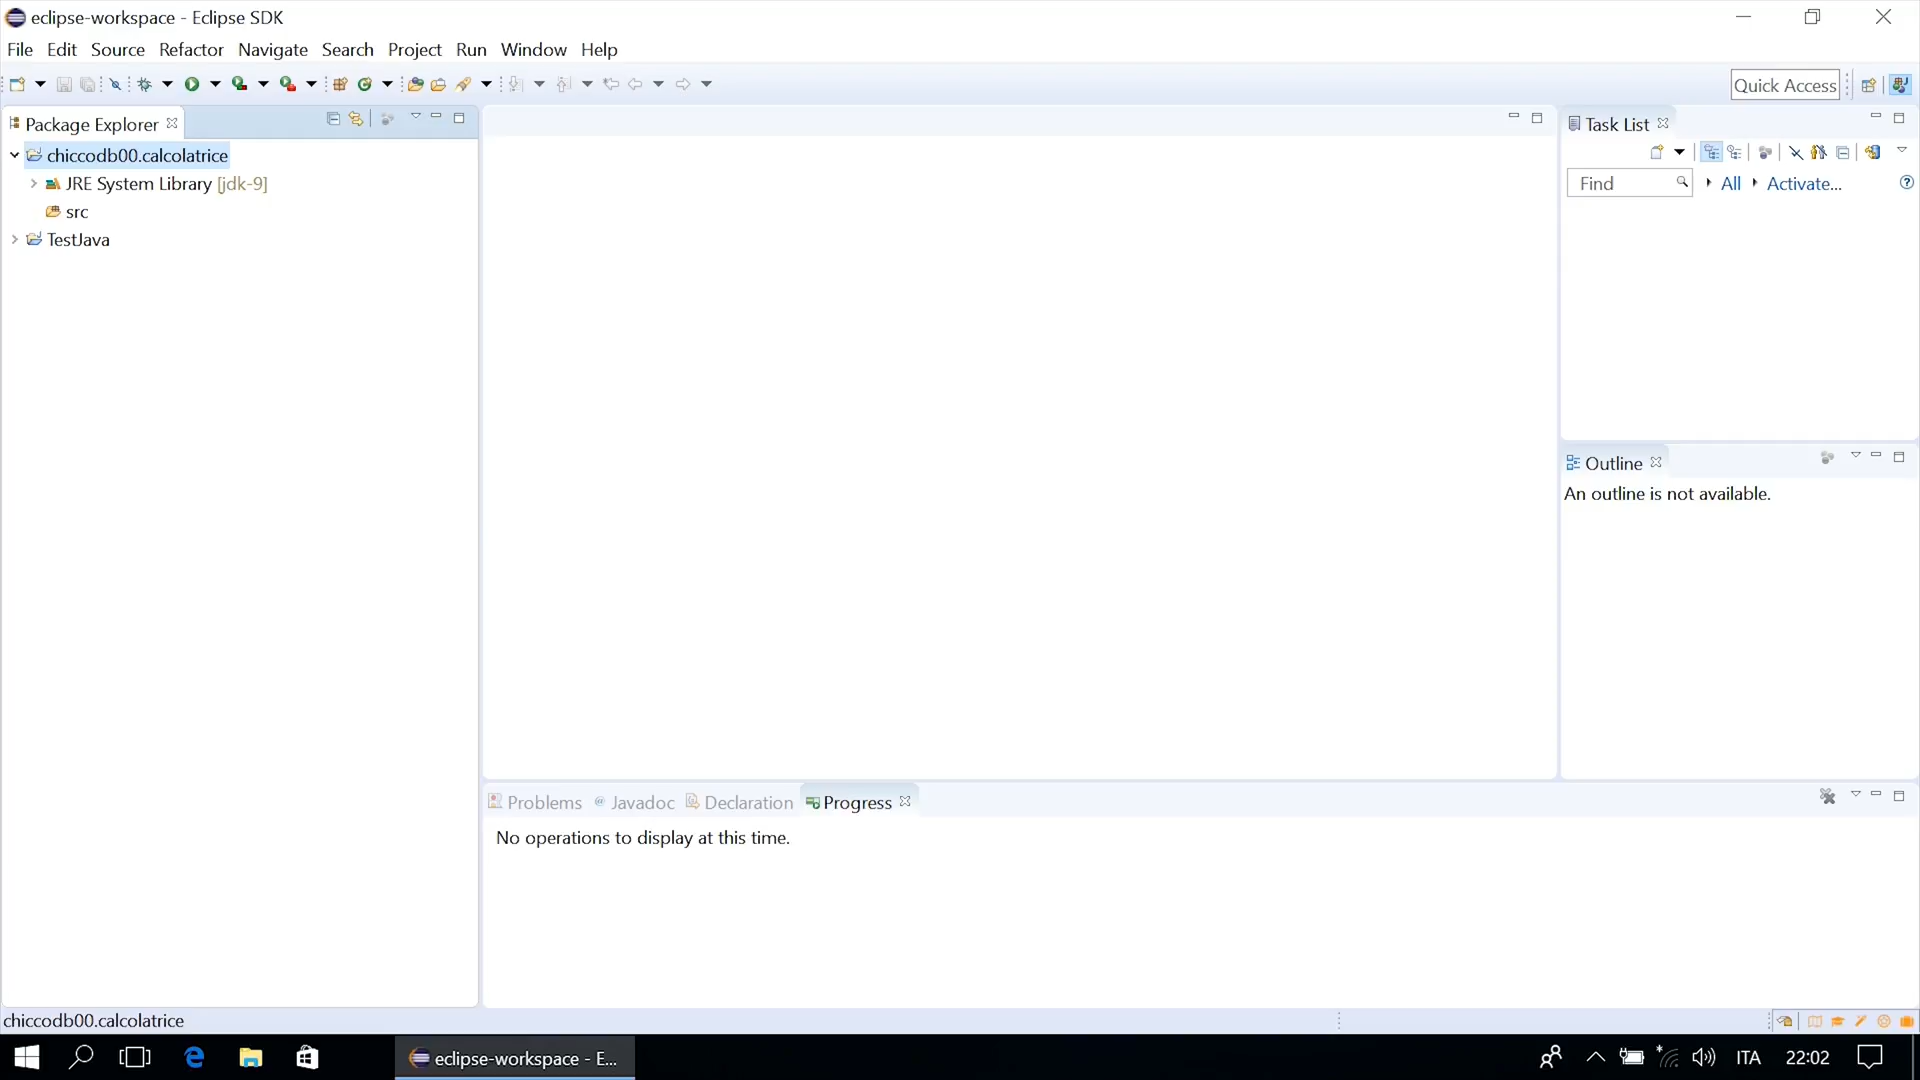 eclipse-workspace - Eclipse SDK
File Edit Source Refactor Navigate Search Project Run Window Help
Quick Access
Package Explorer
chiccodb00.calcolatrice
JRE System Library [jdk-9]
src
TestJava
Task List
Find All Activate...
Outline
An outline is not available.
Problems Javadoc Declaration Progress
No operations to display at this time.
chiccodb00.calcolatrice
eclipse-workspace - E...
ITA 22:02